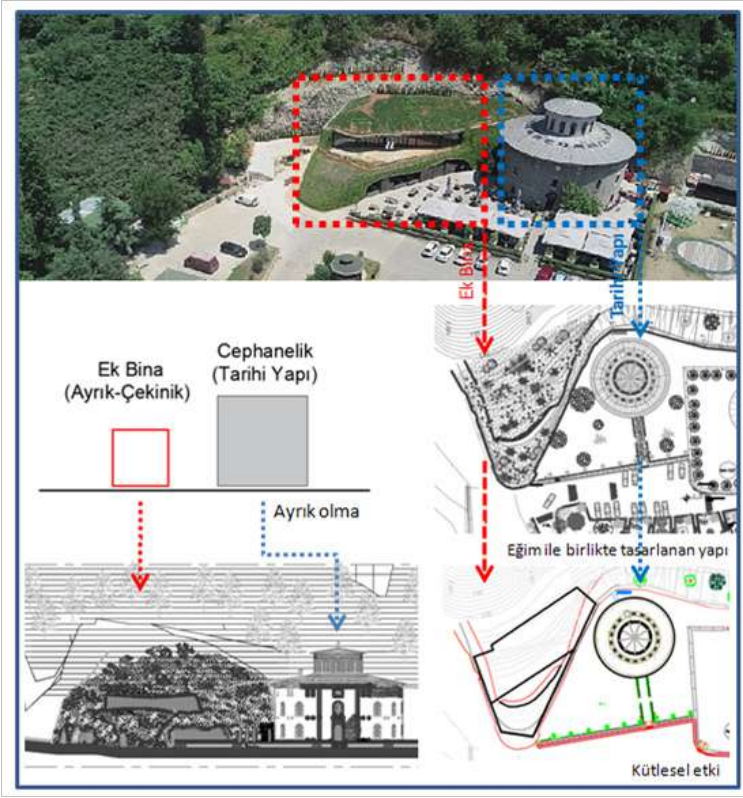 Ek Bina
Tarihi Yapı
Ek Bina
(Ayrık-Çekinik)
Cephanelik
(Tarihi Yapı)
Ayrık olma
Eğim ile birlikte tasarlanan yapı
Kütlesel etki